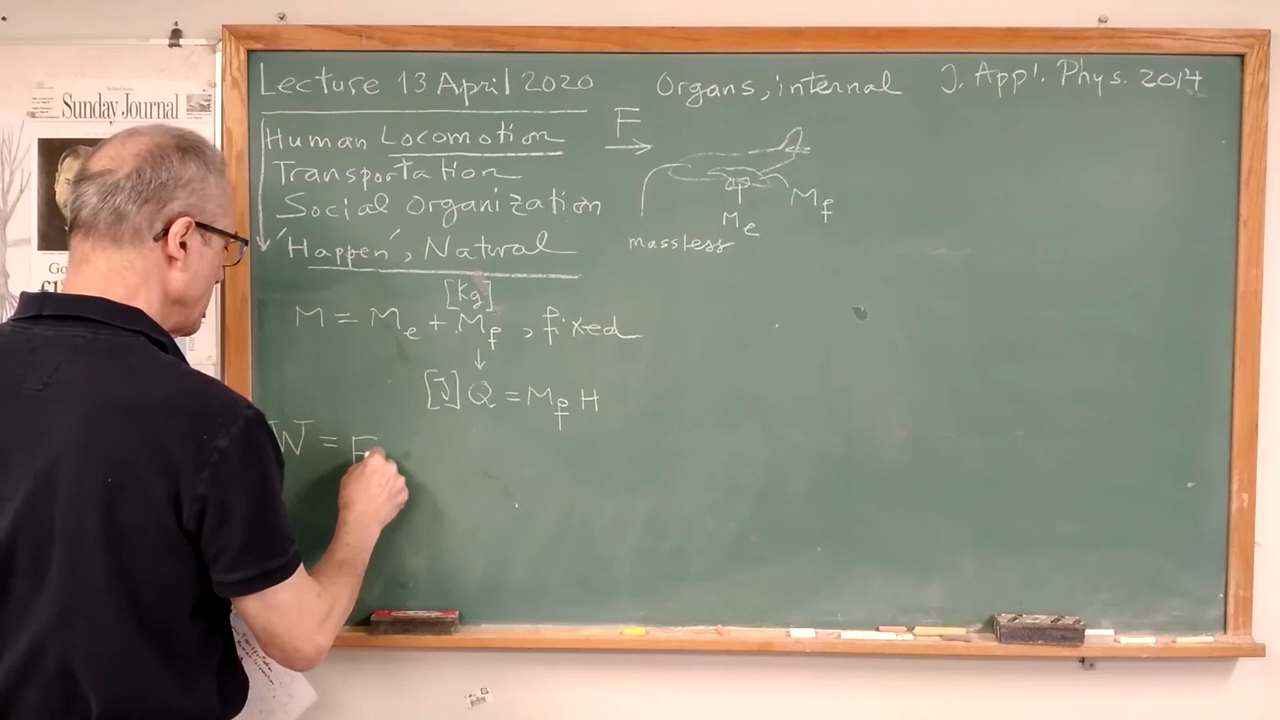 Lecture 13 April 2020
Organs, internal
J. Appl. Phys. 2014
Human Locomotion
Transportation
Social Organization
'Happen', Natural
F
massless
Me
Mf
[Kg]
M = Me + Mf , fixed
↓
[J] Q = Mf H
W = F
Sunday Journal
Go